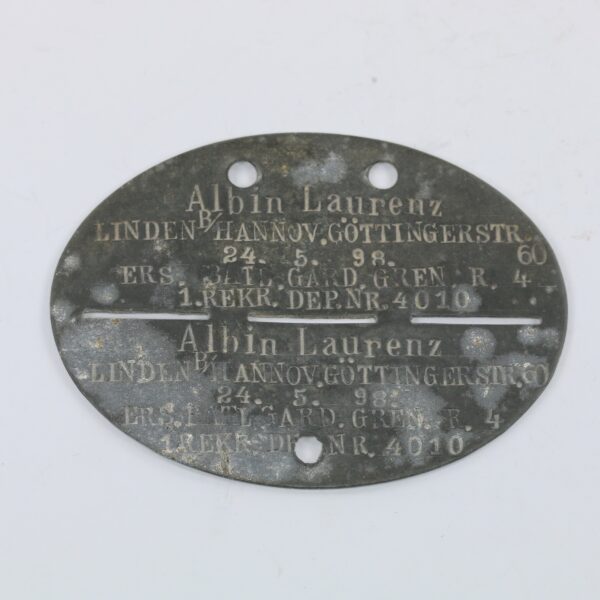 Albin Laurenz
LINDEN B/ HANNOV. GÖTTINGERSTR. 60
24. 5. 98.
ERS. BATL. GARD. GREN. R. 4
1. REKR. DEP. NR. 4010
Albin Laurenz
LINDEN B/ HANNOV. GÖTTINGERSTR. 60
24. 5. 98.
ERS. BATL. GARD. GREN. R. 4
1. REKR. DEP. NR. 4010